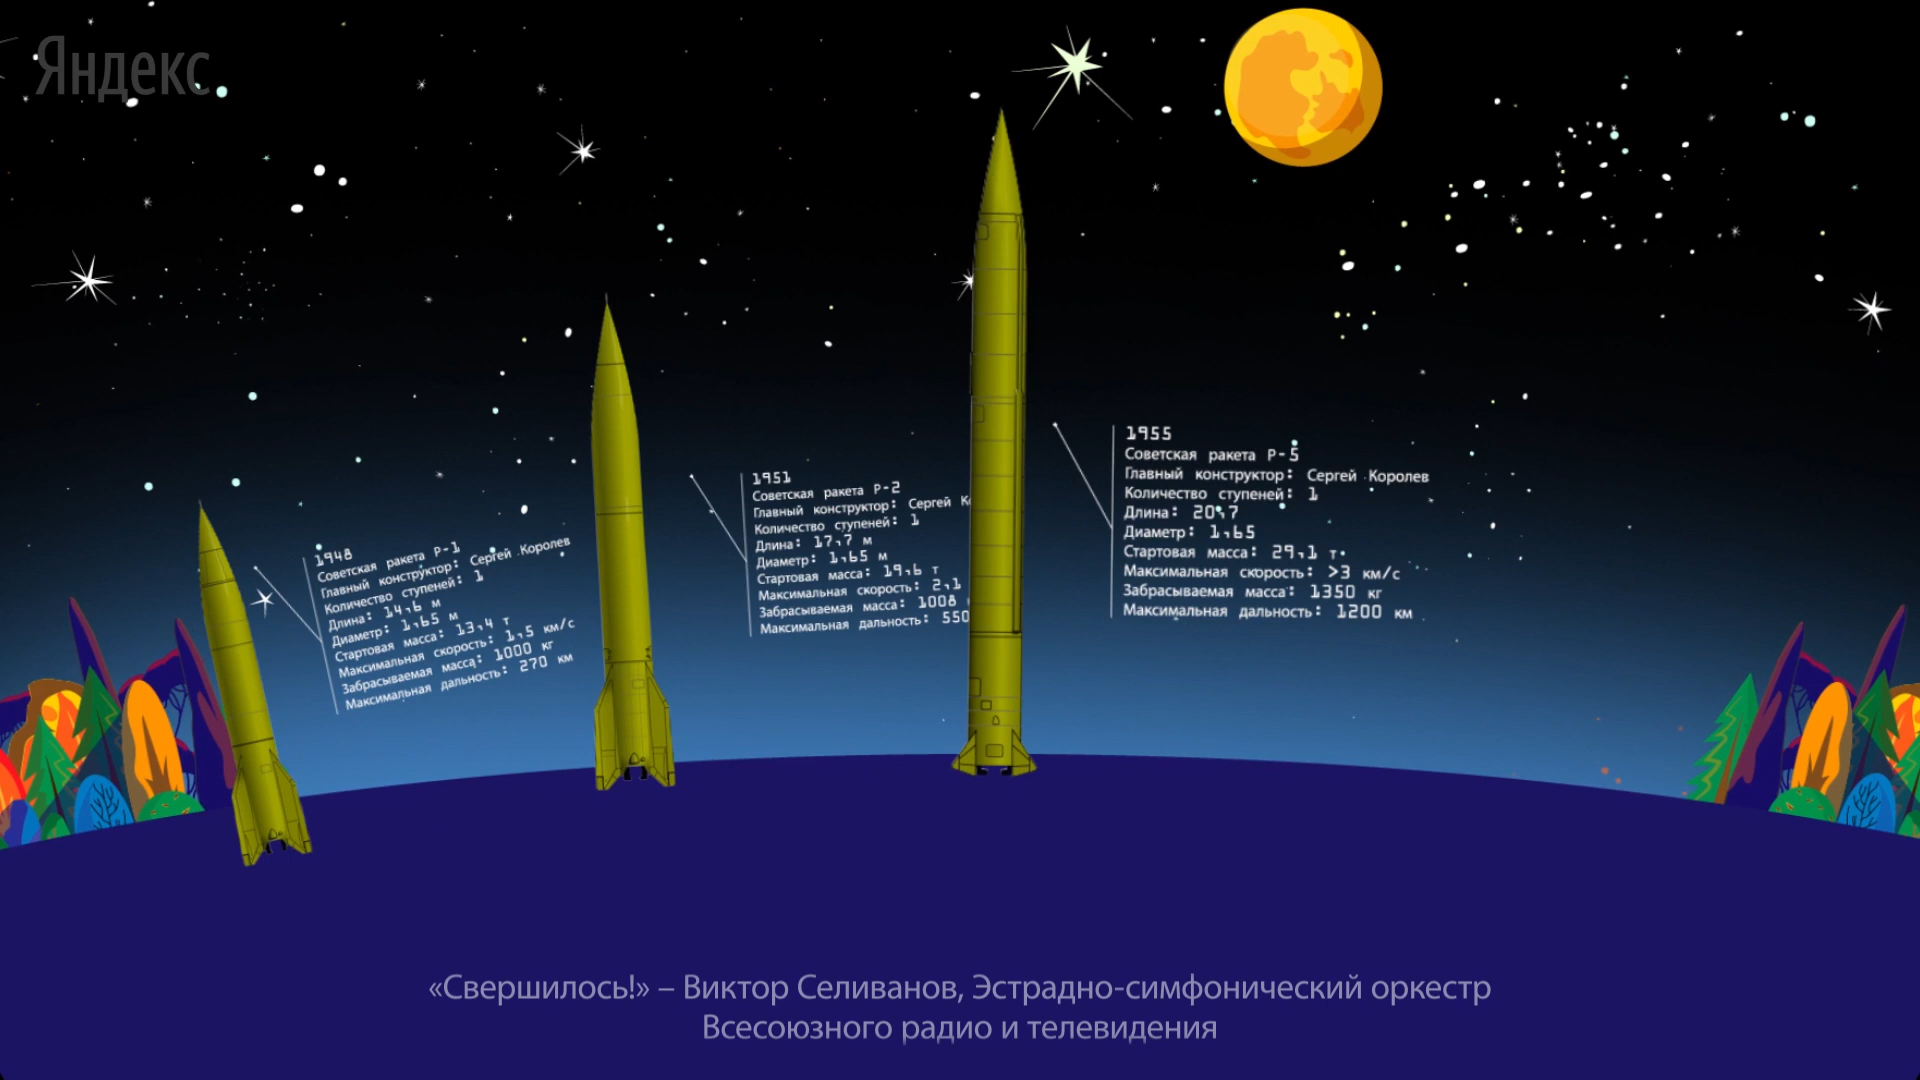 Яндекс
1948
Советская ракета Р-1
Главный конструктор: Сергей Королев
Количество ступеней: 1
Длина: 14,6 м
Диаметр: 1,65 м
Стартовая масса: 13,4 т
Максимальная скорость: 1,5 км/с
Забрасываемая масса: 1000 кг
Максимальная дальность: 270 км
1951
Советская ракета Р-2
Главный конструктор: Сергей
Количество ступеней: 1
Длина: 17,7 м
Диаметр: 1,65 м
Стартовая масса: 19,6 т
Максимальная скорость: 2,1
Забрасываемая масса: 1008
Максимальная дальность: 550
1955
Советская ракета Р-5
Главный конструктор: Сергей Королев
Количество ступеней: 1
Длина: 20,7
Диаметр: 1,65
Стартовая масса: 29,1 т.
Максимальная скорость: >3 км/с
Забрасываемая масса: 1350 кг
Максимальная дальность: 1200 км
«Свершилось!» – Виктор Селиванов, Эстрадно-симфонический оркестр
Всесоюзного радио и телевидения